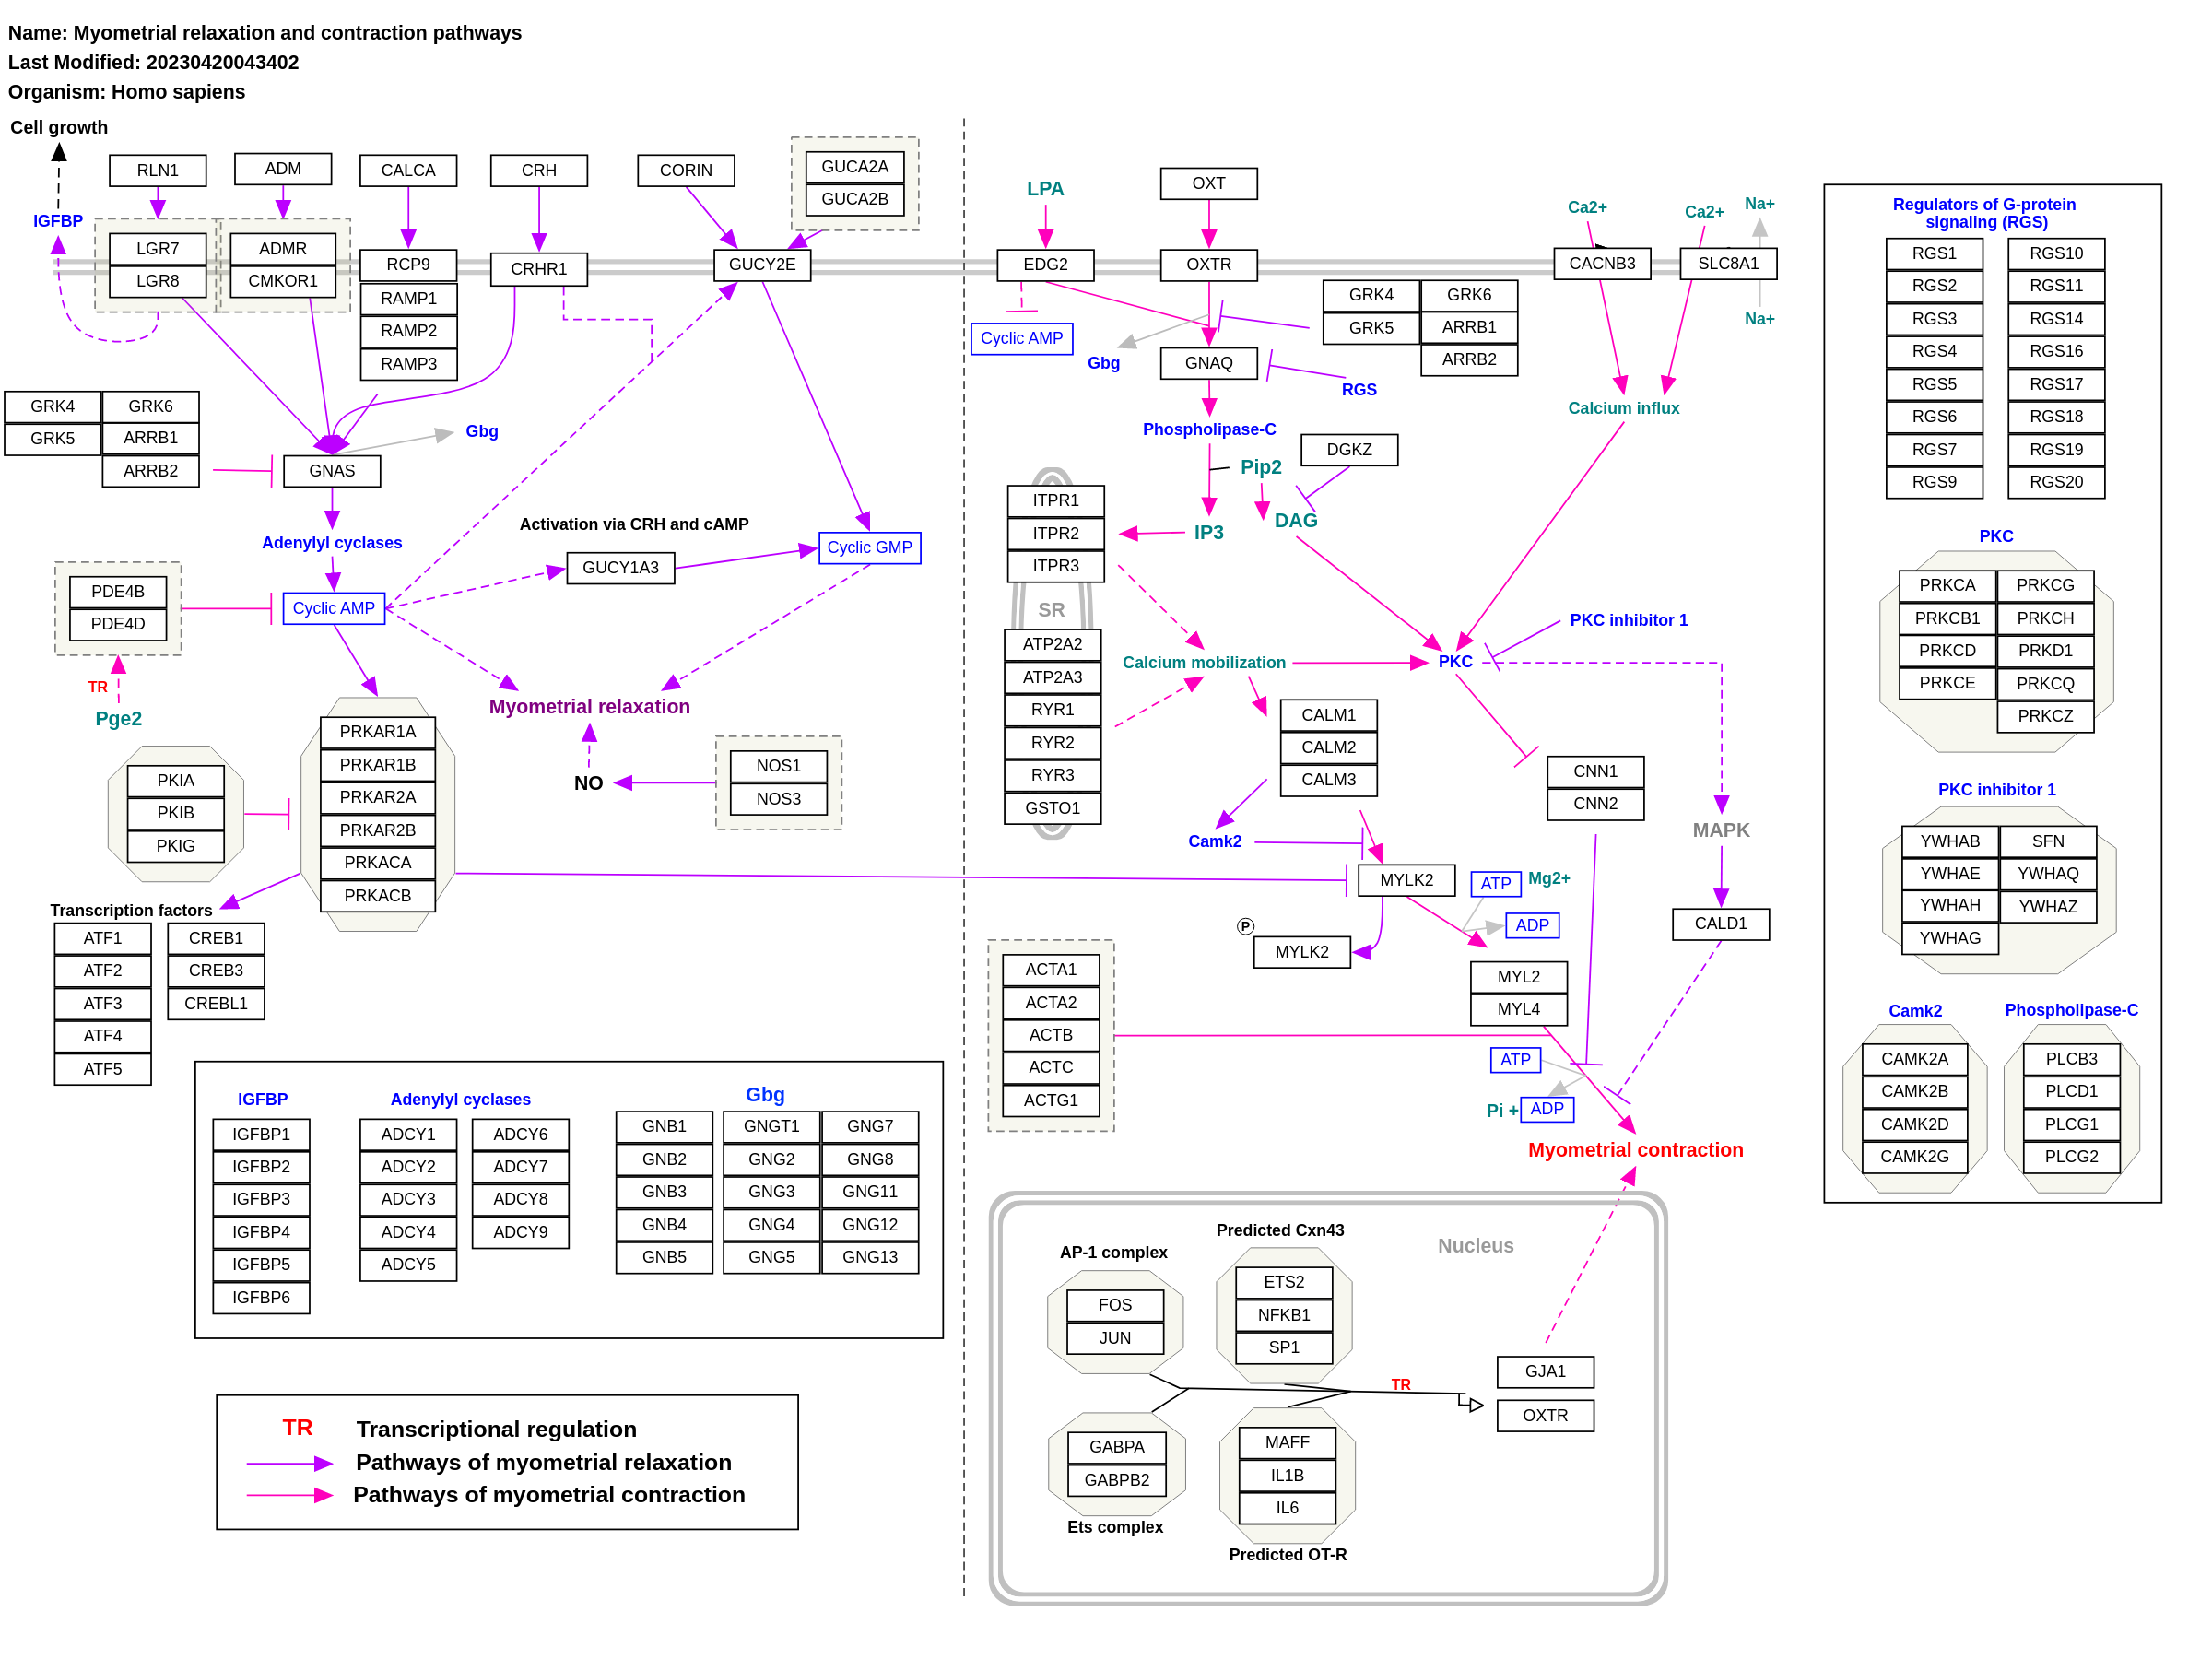 Name: Myometrial relaxation and contraction pathways
Last Modified: 20230420043402
Organism: Homo sapiens
Cell growth
IGFBP
RLN1
ADM
CALCA
CRH
CORIN
GUCA2A
GUCA2B
LGR7
LGR8
ADMR
CMKOR1
RCP9
RAMP1
RAMP2
RAMP3
CRHR1
GUCY2E
GRK4
GRK5
GRK6
ARRB1
ARRB2
GNAS
Gbg
Adenylyl cyclases
Activation via CRH and cAMP
GUCY1A3
Cyclic GMP
PDE4B
PDE4D
Cyclic AMP
TR
Pge2
Myometrial relaxation
NO
NOS1
NOS3
PKIA
PKIB
PKIG
PRKAR1A
PRKAR1B
PRKAR2A
PRKAR2B
PRKACA
PRKACB
Transcription factors
ATF1
ATF2
ATF3
ATF4
ATF5
CREB1
CREB3
CREBL1
IGFBP
IGFBP1
IGFBP2
IGFBP3
IGFBP4
IGFBP5
IGFBP6
Adenylyl cyclases
ADCY1
ADCY2
ADCY3
ADCY4
ADCY5
ADCY6
ADCY7
ADCY8
ADCY9
Gbg
GNB1
GNB2
GNB3
GNB4
GNB5
GNGT1
GNG2
GNG3
GNG4
GNG5
GNG7
GNG8
GNG11
GNG12
GNG13
TR Transcriptional regulation
Pathways of myometrial relaxation
Pathways of myometrial contraction
LPA
OXT
EDG2
OXTR
Cyclic AMP
Gbg
GNAQ
GRK4
GRK5
GRK6
ARRB1
ARRB2
RGS
Ca2+
Ca2+
Na+
CACNB3
SLC8A1
Na+
Calcium influx
Phospholipase-C
Pip2
DGKZ
IP3
DAG
ITPR1
ITPR2
ITPR3
SR
ATP2A2
ATP2A3
RYR1
RYR2
RYR3
GSTO1
Calcium mobilization
PKC
PKC inhibitor 1
CALM1
CALM2
CALM3
Camk2
CNN1
CNN2
MAPK
MYLK2
ATP
Mg2+
ADP
P
MYLK2
CALD1
MYL2
MYL4
ACTA1
ACTA2
ACTB
ACTC
ACTG1
ATP
Pi +
ADP
Myometrial contraction
Nucleus
AP-1 complex
FOS
JUN
Predicted Cxn43
ETS2
NFKB1
SP1
TR
GJA1
OXTR
GABPA
GABPB2
Ets complex
MAFF
IL1B
IL6
Predicted OT-R
Regulators of G-protein
signaling (RGS)
RGS1
RGS2
RGS3
RGS4
RGS5
RGS6
RGS7
RGS9
RGS10
RGS11
RGS14
RGS16
RGS17
RGS18
RGS19
RGS20
PKC
PRKCA
PRKCB1
PRKCD
PRKCE
PRKCG
PRKCH
PRKD1
PRKCQ
PRKCZ
PKC inhibitor 1
YWHAB
YWHAE
YWHAH
YWHAG
SFN
YWHAQ
YWHAZ
Camk2
CAMK2A
CAMK2B
CAMK2D
CAMK2G
Phospholipase-C
PLCB3
PLCD1
PLCG1
PLCG2